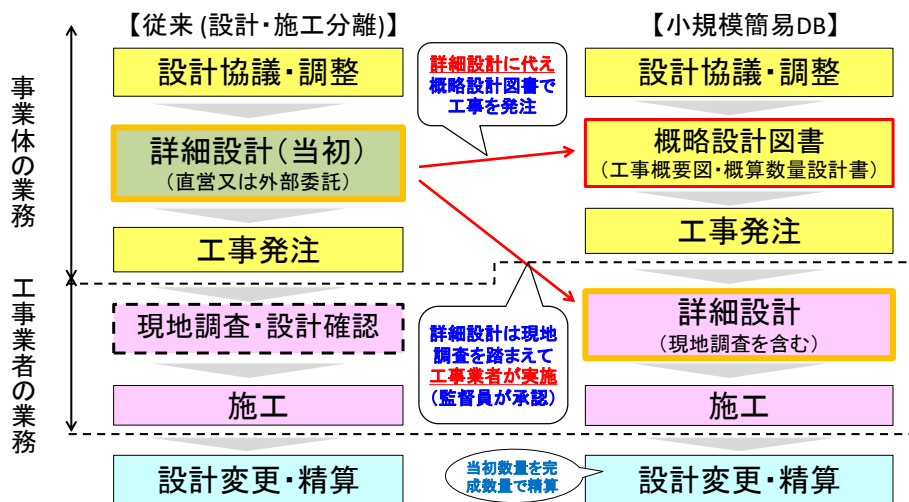 【従来 (設計・施工分離)】
【小規模簡易DB】
事業体の業務
工事業者の業務
設計協議・調整
詳細設計(当初)
(直営又は外部委託)
工事発注
現地調査・設計確認
施工
設計変更・精算
詳細設計に代え
概略設計図書で
工事を発注
詳細設計は現地
調査を踏まえて
工事業者が実施
(監督員が承認)
当初数量を完
成数量で精算
設計協議・調整
概略設計図書
(工事概要図・概算数量設計書)
工事発注
詳細設計
(現地調査を含む)
施工
設計変更・精算